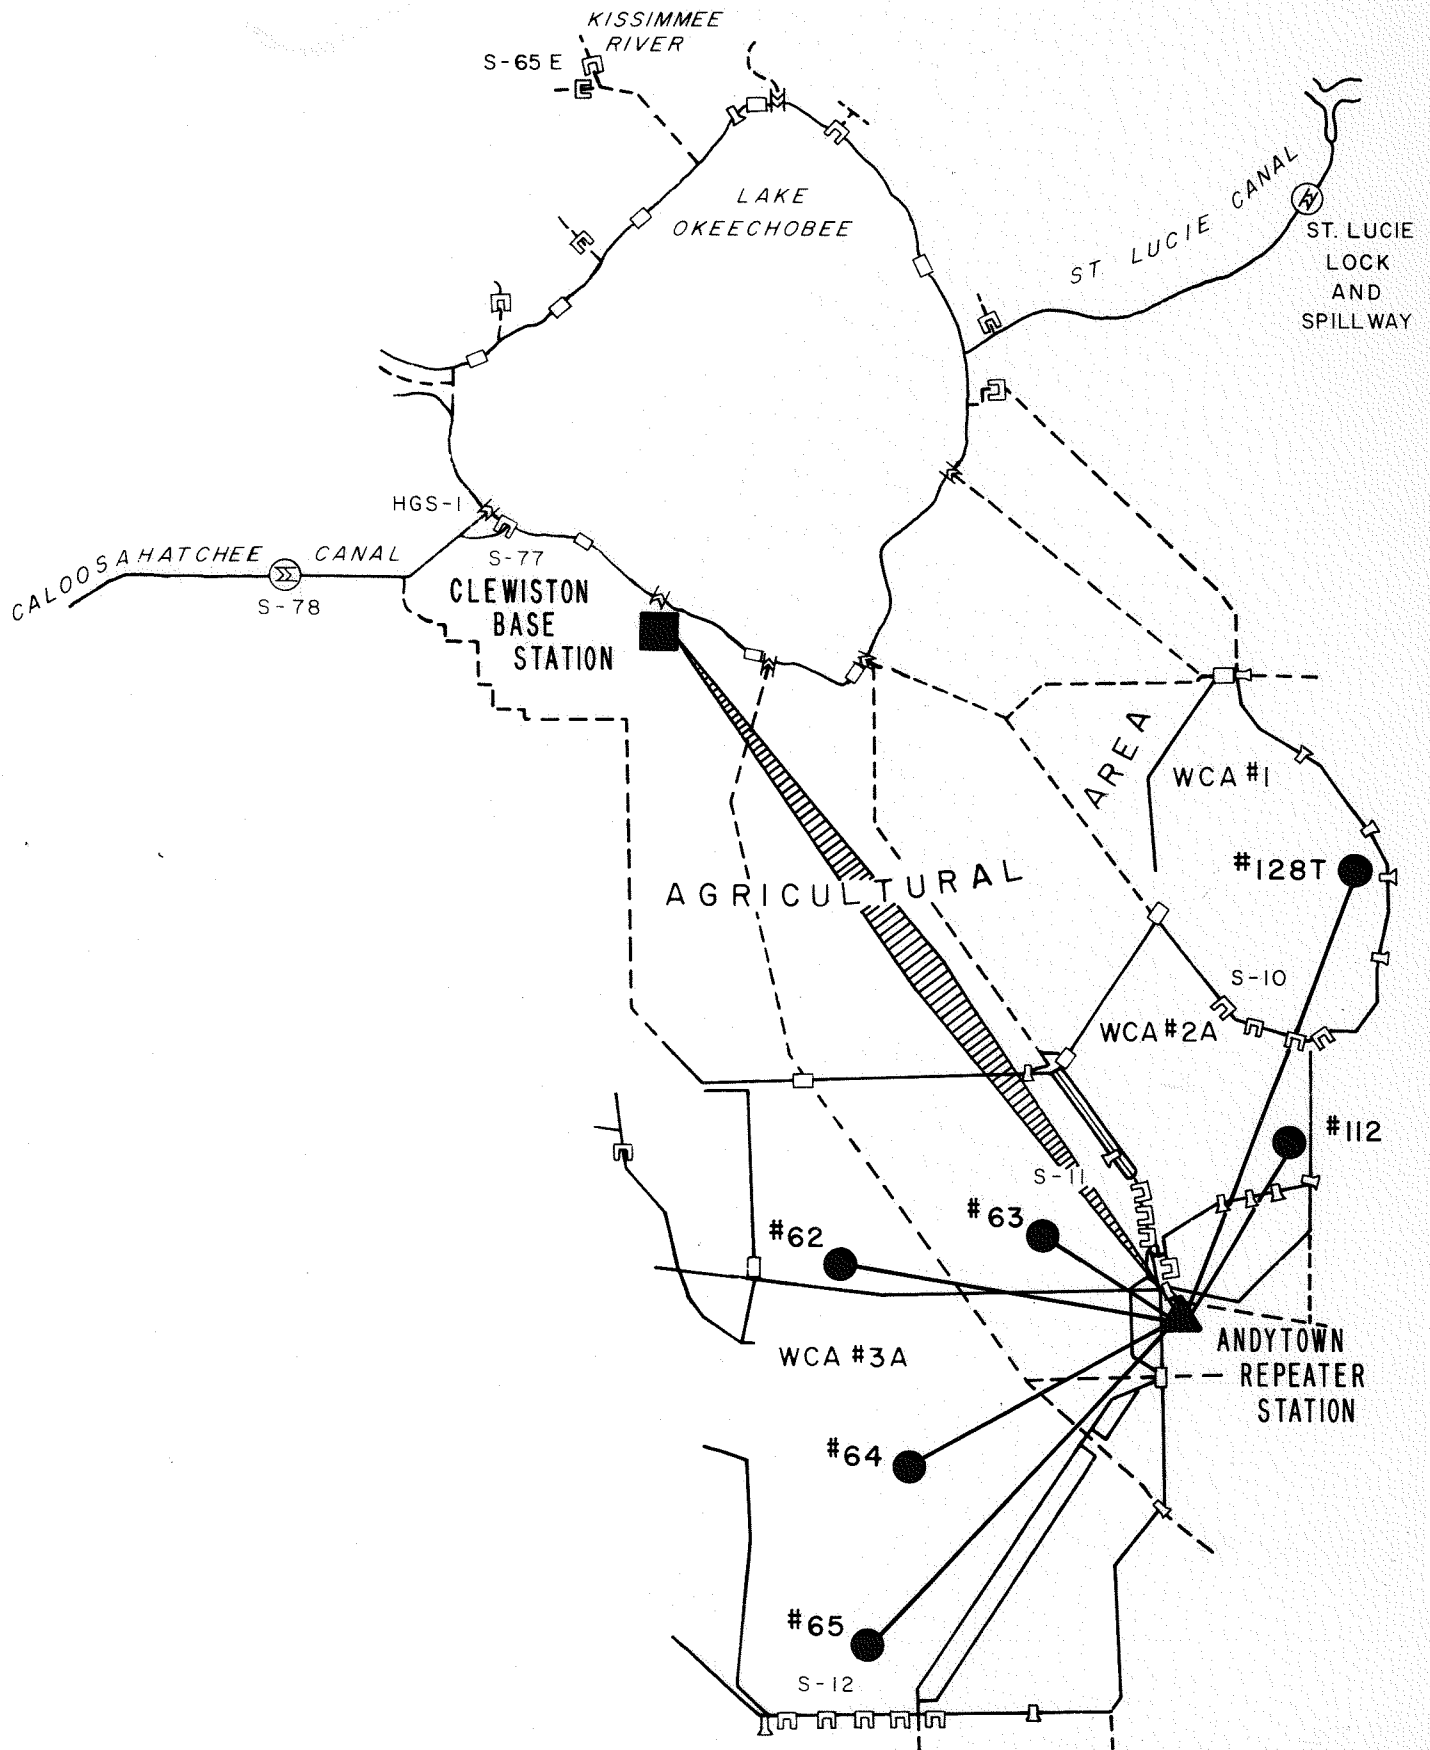 KISSIMMEE
RIVER
S-65 E
LAKE
OKEECHOBEE
ST LUCIE CANAL
ST. LUCIE
LOCK
AND
SPILLWAY
HGS-1
S-77
CALOOSAHATCHEE CANAL
S-78
CLEWISTON
BASE
STATION
AGRICULTURAL
AREA
WCA #1
#128T
S-10
WCA #2A
#112
S-11
#63
#62
WCA #3A
ANDYTOWN
REPEATER
STATION
#64
#65
S-12